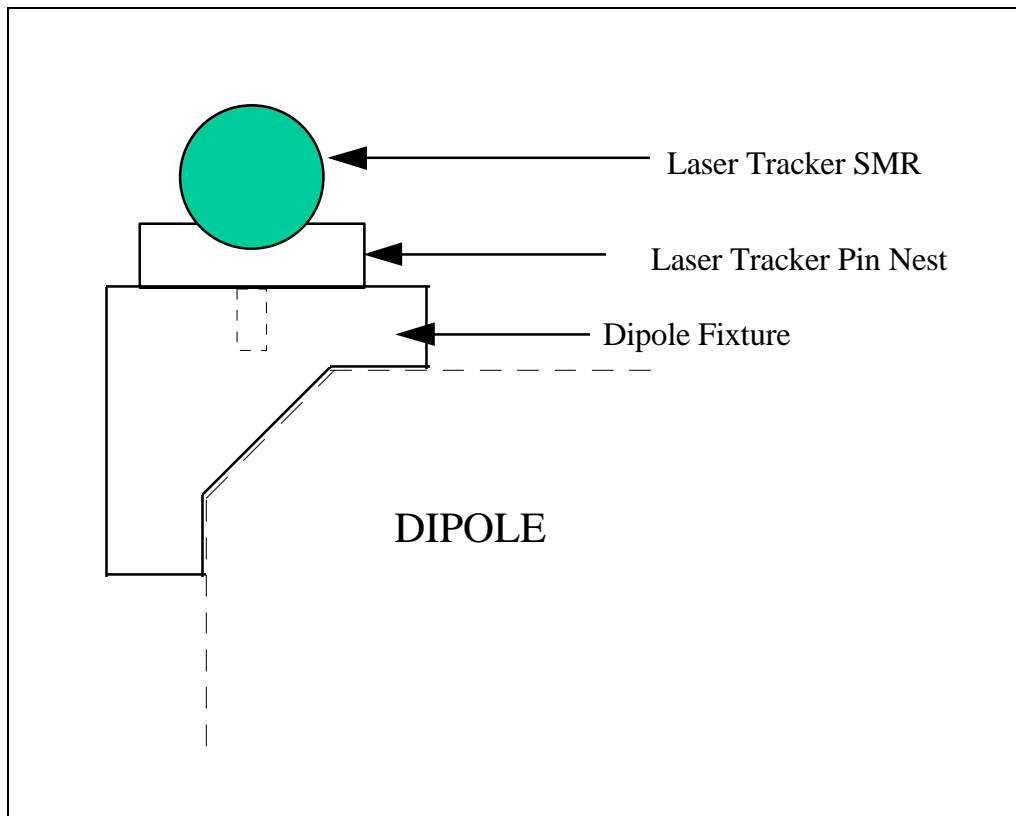 Laser Tracker SMR
Laser Tracker Pin Nest
Dipole Fixture
DIPOLE